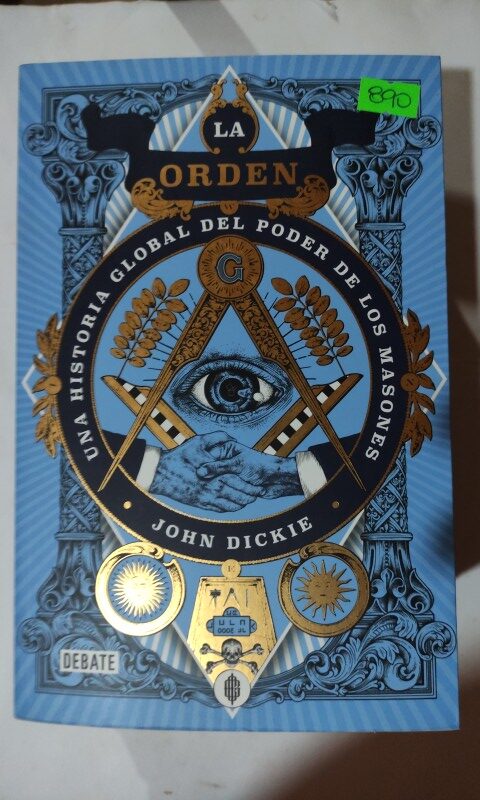 890
LA
ORDEN
UNA HISTORIA GLOBAL DEL PODER DE LOS MASONES
G
JOHN DICKIE
DEBATE